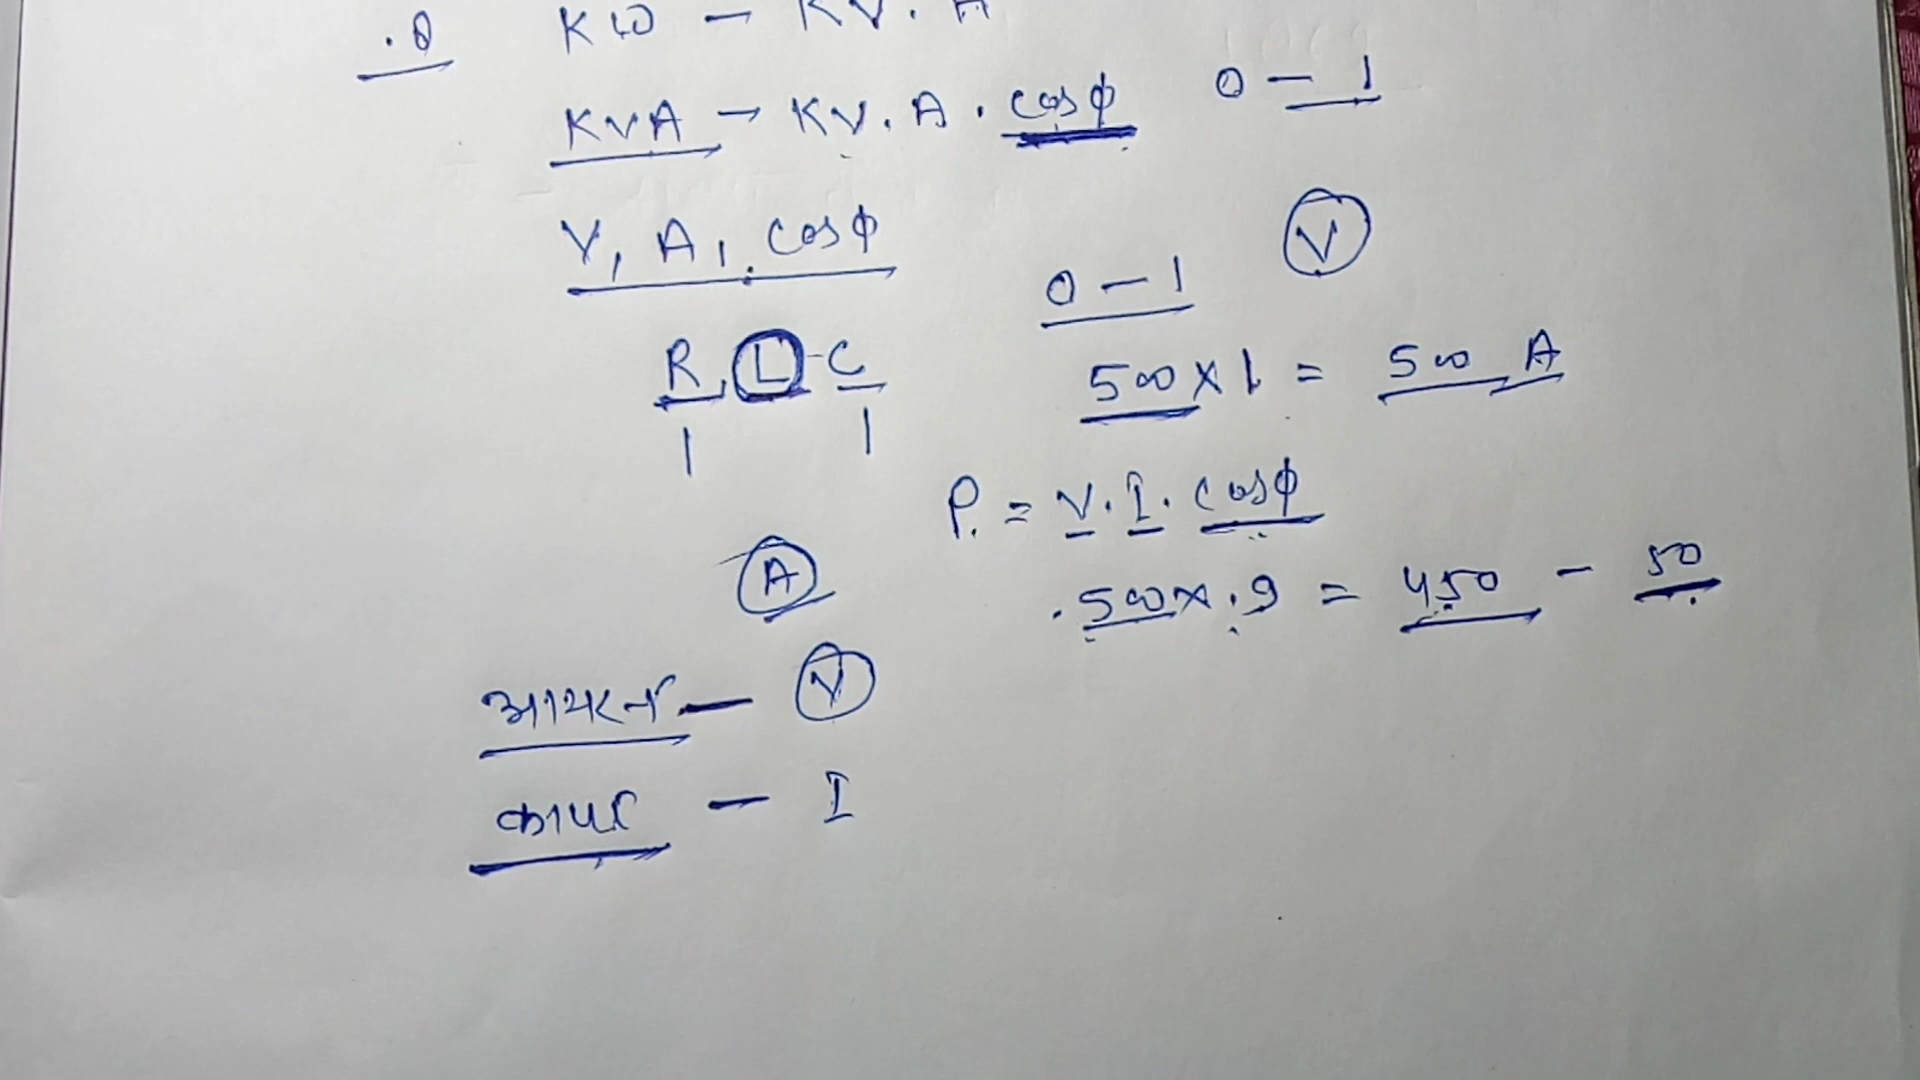 .Q KW - KV. A
KVA - KV. A. cosφ 0 - 1
V, A, cosφ V
0 - 1
R, L - C 500 x 1 = 500 A
1 1
P. = V. I. cosφ
A .500x .9 = 450 - 50
आयरन - V
कापर - I